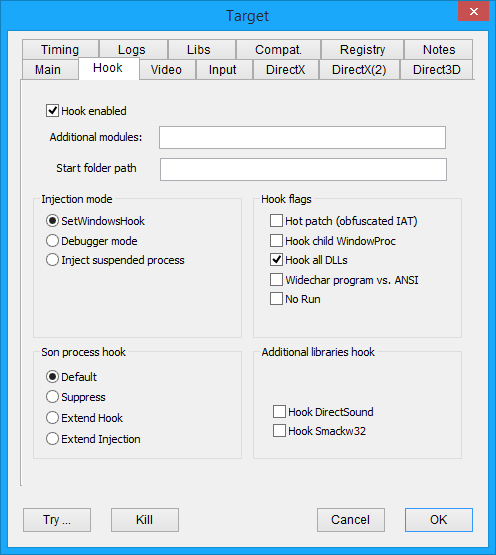 Target
Timing Logs Libs Compat. Registry Notes
Main Hook Video Input DirectX DirectX(2) Direct3D
Hook enabled
Additional modules:
Start folder path
Injection mode
SetWindowsHook
Debugger mode
Inject suspended process
Hook flags
Hot patch (obfuscated IAT)
Hook child WindowProc
Hook all DLLs
Widechar program vs. ANSI
No Run
Son process hook
Default
Suppress
Extend Hook
Extend Injection
Additional libraries hook
Hook DirectSound
Hook Smackw32
Try ... Kill Cancel OK